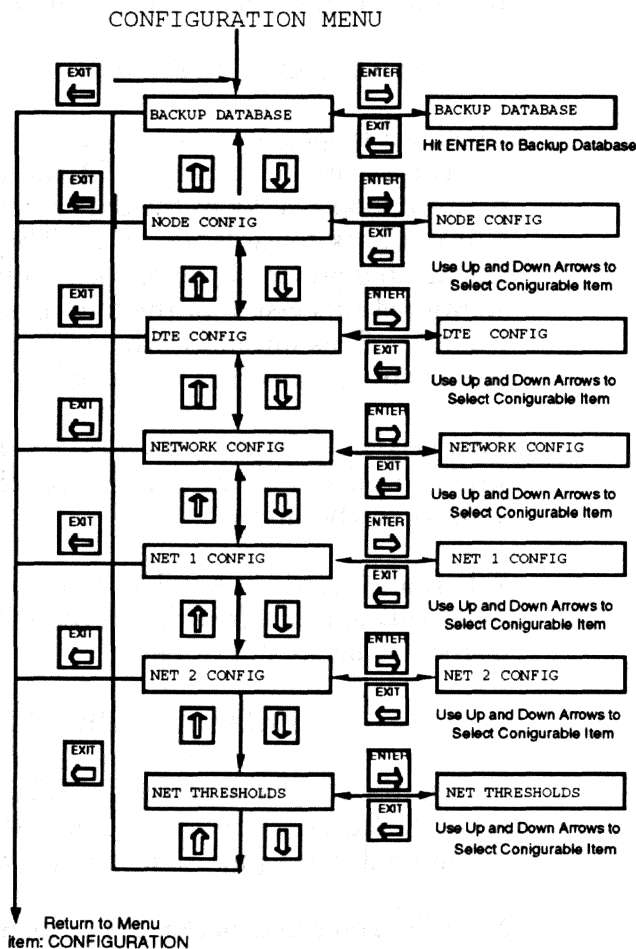 CONFIGURATION MENU
EXIT
ENTER
BACKUP DATABASE
BACKUP DATABASE
EXIT
Hit ENTER to Backup Database
EXIT
ENTER
NODE CONFIG
NODE CONFIG
EXIT
Use Up and Down Arrows to
Select Conigurable Item
EXIT
ENTER
DTE CONFIG
DTE CONFIG
EXIT
Use Up and Down Arrows to
Select Conigurable Item
EXIT
ENTER
NETWORK CONFIG
NETWORK CONFIG
EXIT
Use Up and Down Arrows to
Select Conigurable Item
EXIT
ENTER
NET 1 CONFIG
NET 1 CONFIG
EXIT
Use Up and Down Arrows to
Select Conigurable Item
EXIT
ENTER
NET 2 CONFIG
NET 2 CONFIG
EXIT
Use Up and Down Arrows to
Select Conigurable Item
EXIT
ENTER
NET THRESHOLDS
NET THRESHOLDS
EXIT
Use Up and Down Arrows to
Select Conigurable Item
Return to Menu
item: CONFIGURATION